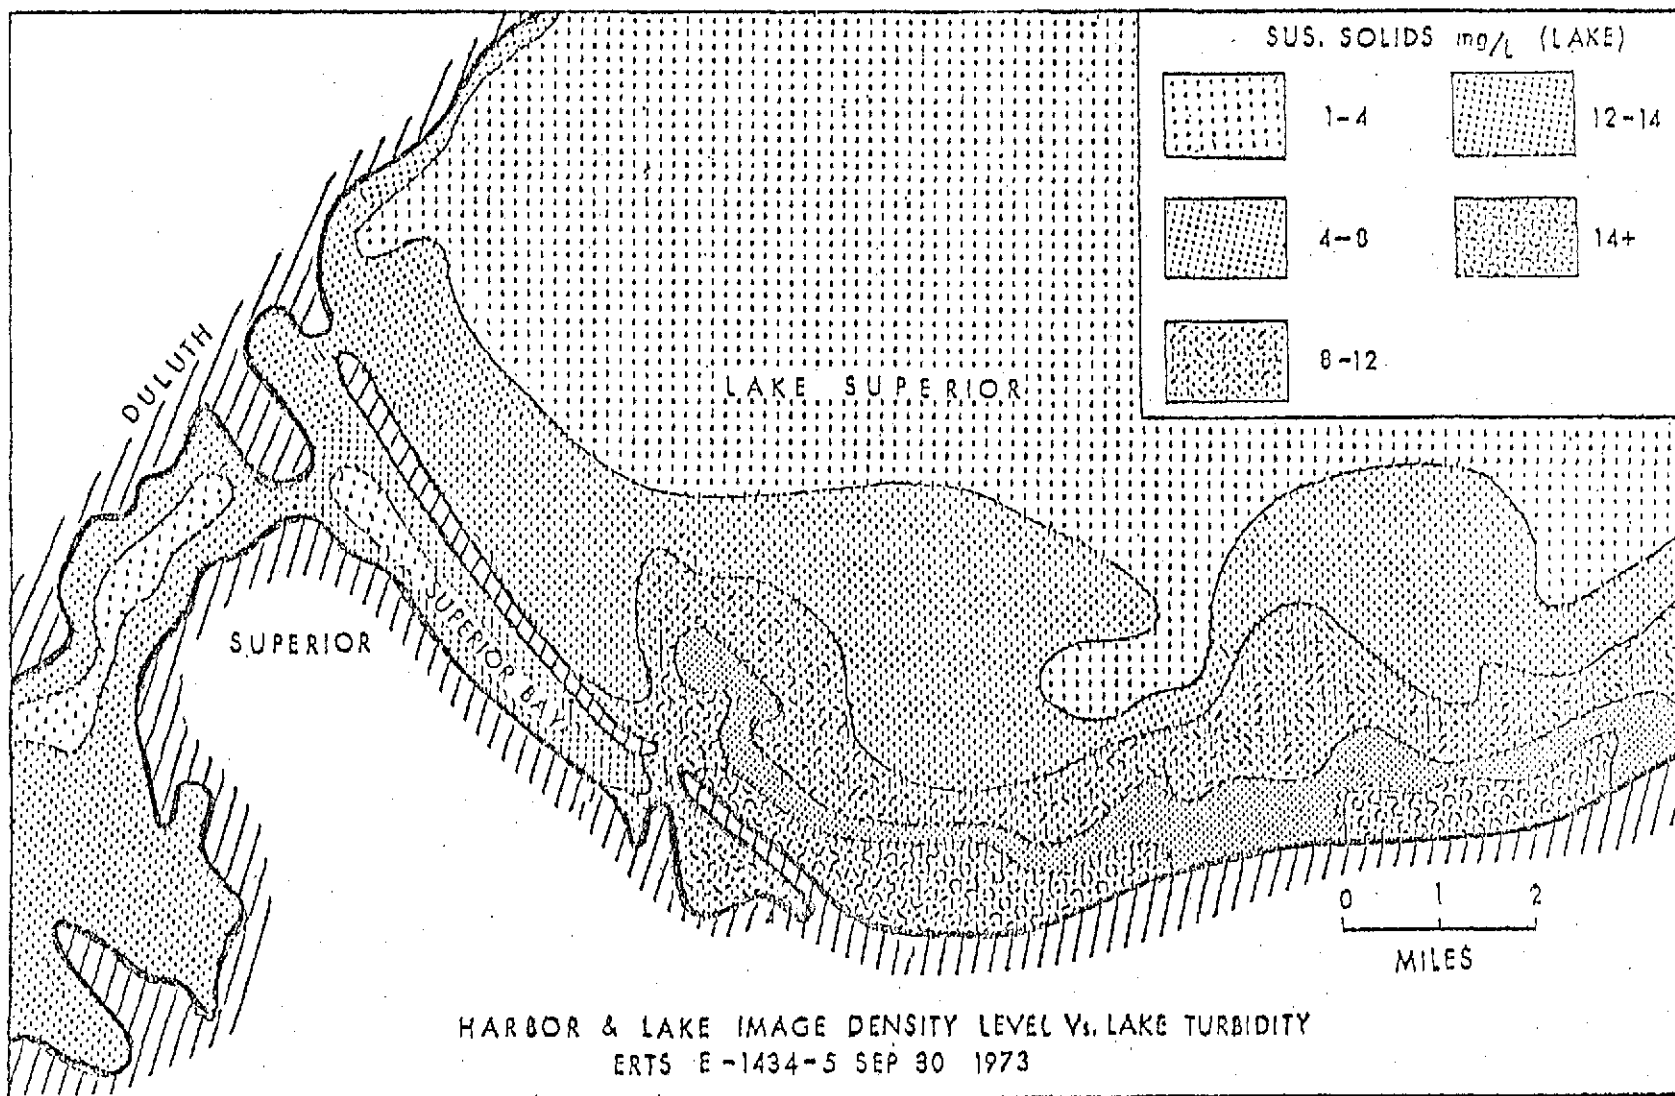 SUS. SOLIDS mg/L (LAKE)
1-4
12-14
4-8
14+
8-12
DULUTH
LAKE SUPERIOR
SUPERIOR
SUPERIOR BAY
0 1 2
MILES
HARBOR & LAKE IMAGE DENSITY LEVEL Vs. LAKE TURBIDITY
ERTS E-1434-5 SEP 30 1973